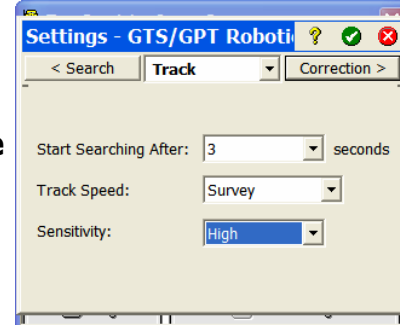 Settings - GTS/GPT Roboti
< Search Track Correction >
e Start Searching After: 3 seconds
Track Speed: Survey
Sensitivity: High